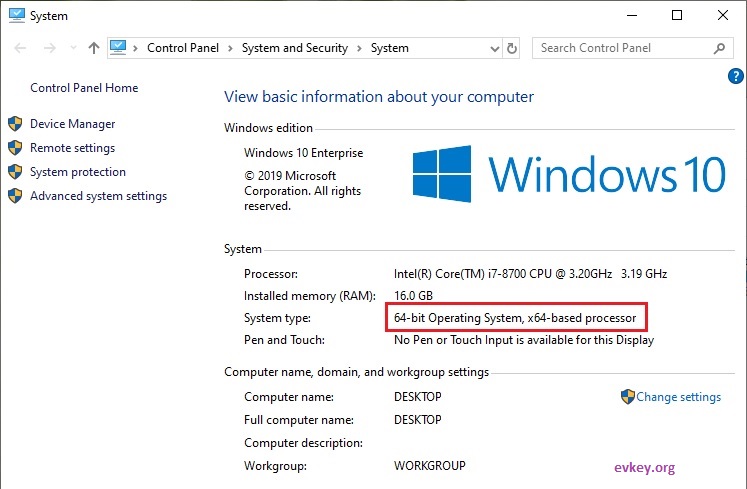 System
Control Panel > System and Security > System
Search Control Panel
Control Panel Home
Device Manager
Remote settings
System protection
Advanced system settings
View basic information about your computer
Windows edition
Windows 10 Enterprise
© 2019 Microsoft
Corporation. All rights
reserved.
Windows 10
System
Processor: Intel(R) Core(TM) i7-8700 CPU @ 3.20GHz 3.19 GHz
Installed memory (RAM): 16.0 GB
System type: 64-bit Operating System, x64-based processor
Pen and Touch: No Pen or Touch Input is available for this Display
Computer name, domain, and workgroup settings
Computer name: DESKTOP
Change settings
Full computer name: DESKTOP
Computer description:
Workgroup: WORKGROUP
evkey.org